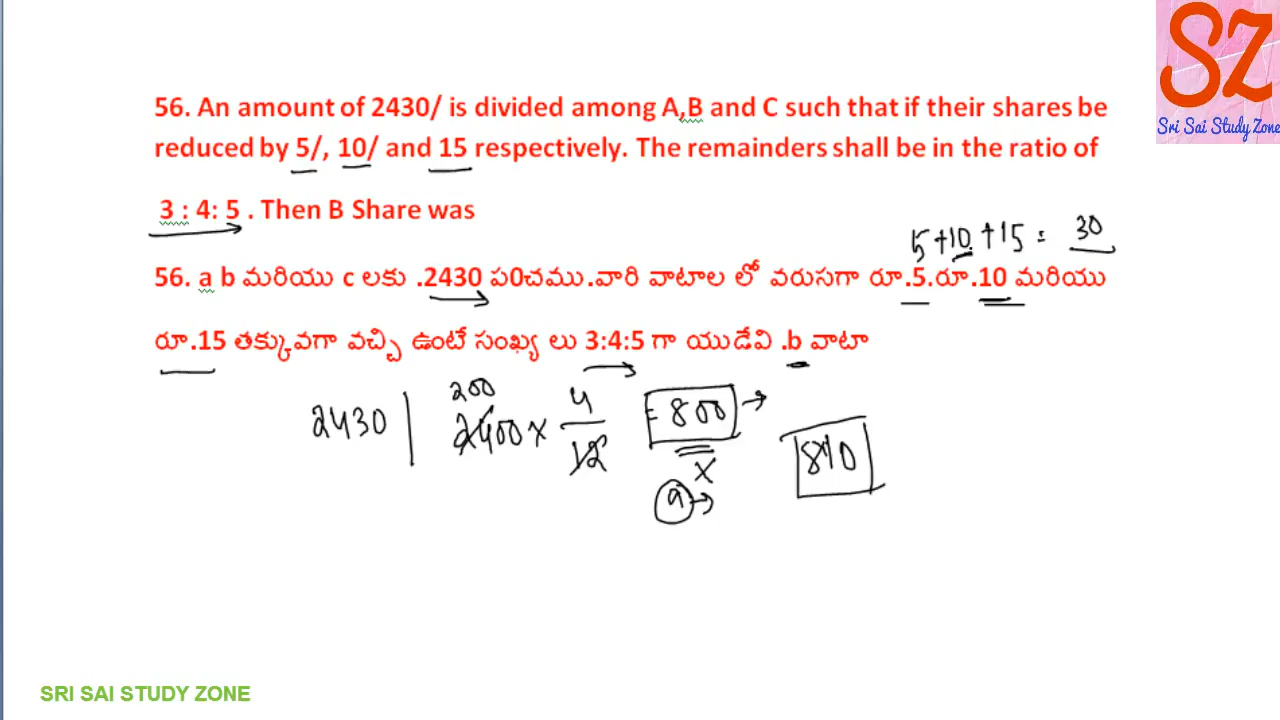 SZ
Sri Sai Study Zone
56. An amount of 2430/ is divided among A,B and C such that if their shares be
reduced by 5/, 10/ and 15 respectively. The remainders shall be in the ratio of
3 : 4: 5 . Then B Share was
5+10+15= 30
56. a b మరియు c లకు .2430 ప0చము.వారి వాటాల లో వరుసగా రూ.5.రూ.10 మరియు
రూ.15 తక్కువగా వచ్చి ఉంటే సంఖ్య లు 3:4:5 గా యుడేవి .b వాటా
200
2430 | 2400 x 4/12 = 800
810
x
a
SRI SAI STUDY ZONE